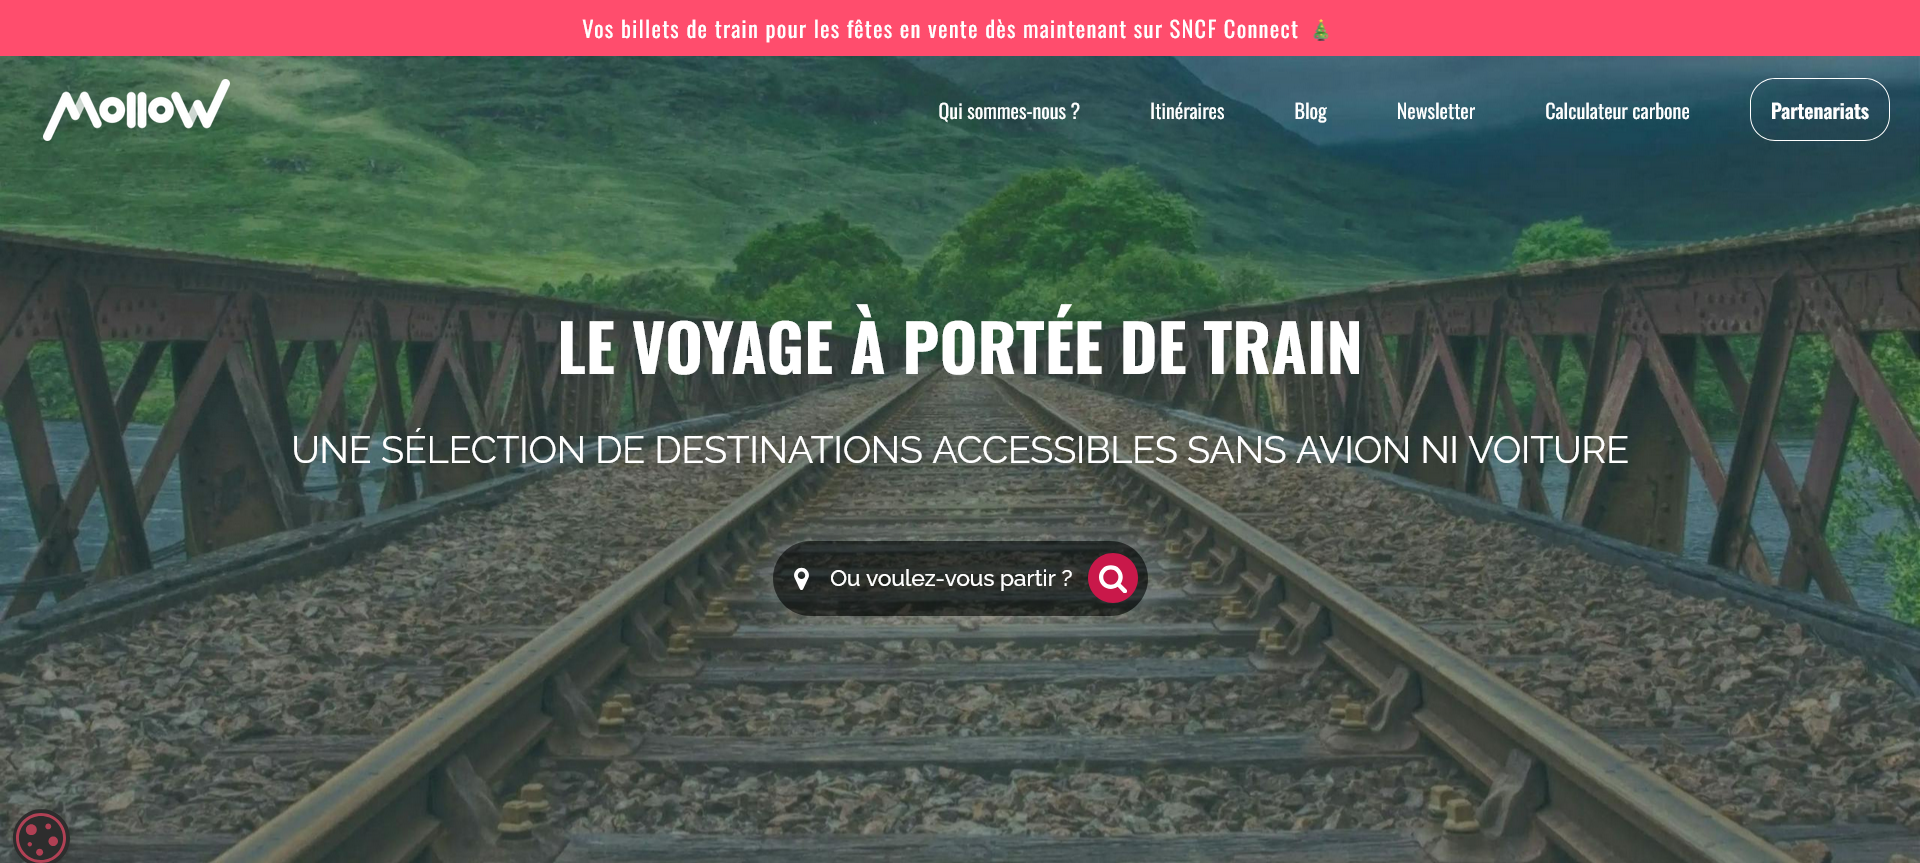 Vos billets de train pour les fêtes en vente dès maintenant sur SNCF Connect 🎄
MolloW
Qui sommes-nous ?
Itinéraires
Blog
Newsletter
Calculateur carbone
Partenariats
LE VOYAGE À PORTÉE DE TRAIN
UNE SÉLECTION DE DESTINATIONS ACCESSIBLES SANS AVION NI VOITURE
Ou voulez-vous partir ?